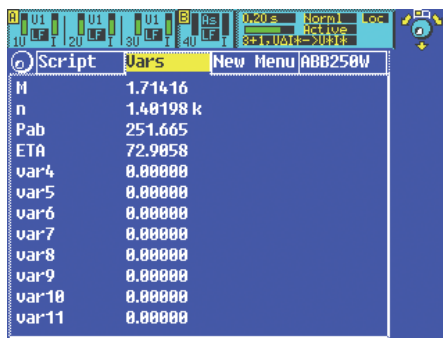 A U1 U1 U1 B As 0.20 s Norml Loc
LF LF LF LF Active
1U I 2U I 3U I 4U I 3+1,U∆I*->U*I*
Script Vars New Menu ABB250W
M 1.71416
n 1.40198 k
Pab 251.665
ETA 72.9058
var4 0.00000
var5 0.00000
var6 0.00000
var7 0.00000
var8 0.00000
var9 0.00000
var10 0.00000
var11 0.00000